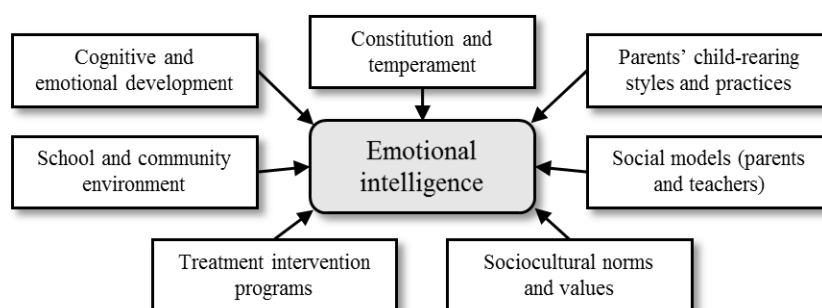 Constitution and
temperament
Cognitive and
emotional development
Parents’ child-rearing
styles and practices
School and community
environment
Emotional
intelligence
Social models (parents
and teachers)
Treatment intervention
programs
Sociocultural norms
and values